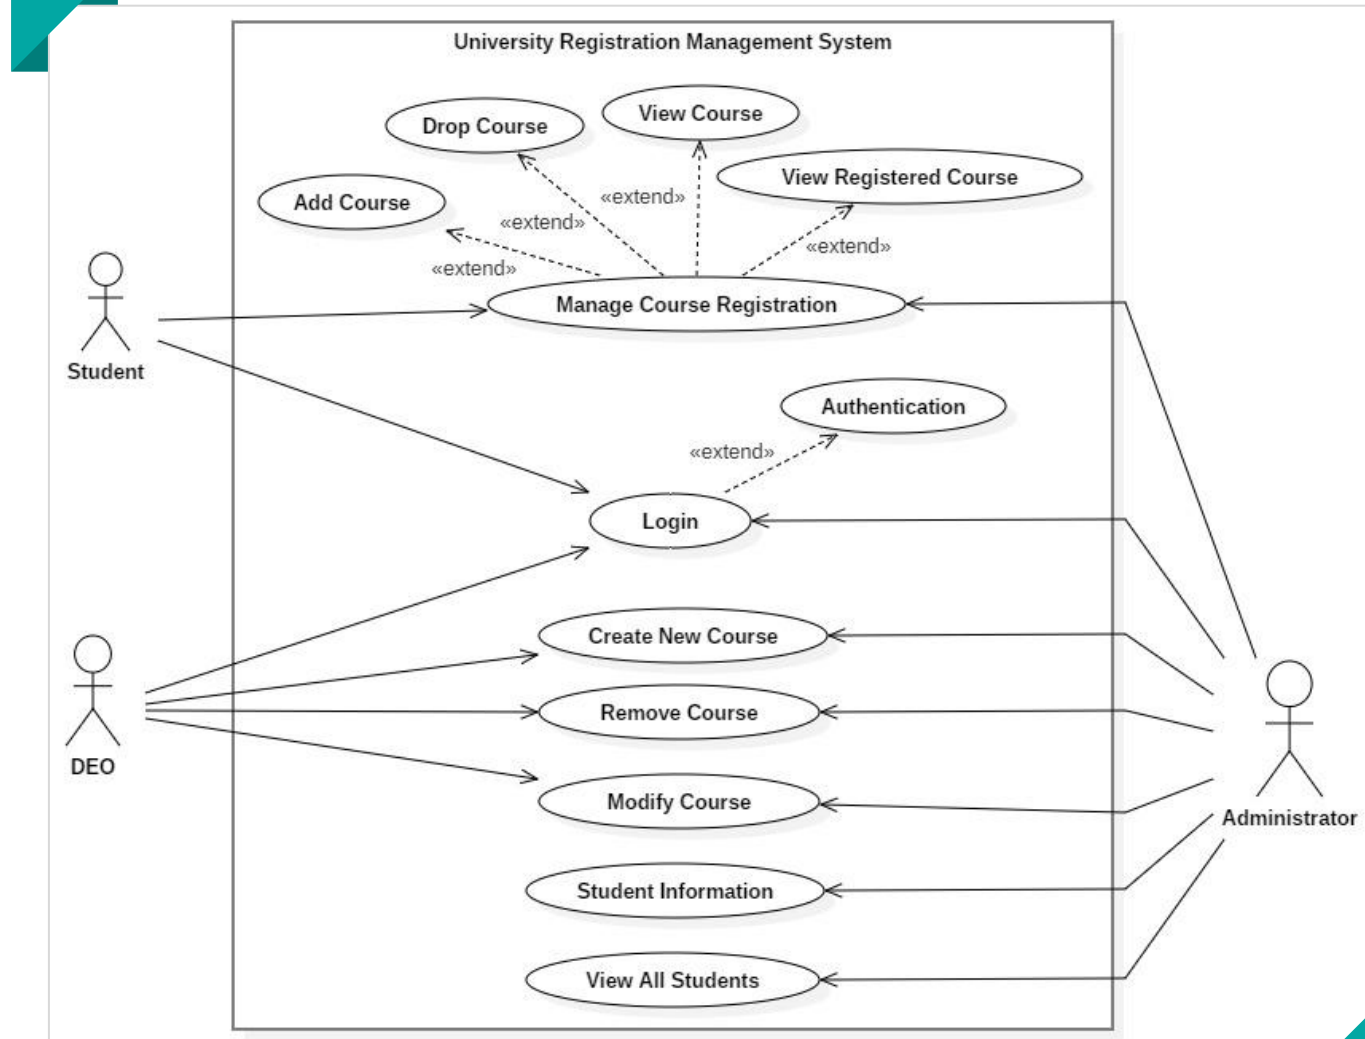 University Registration Management System
View Course
Drop Course
View Registered Course
Add Course
«extend»
«extend»
«extend»
«extend»
Manage Course Registration
Student
Authentication
«extend»
Login
Create New Course
Remove Course
DEO
Modify Course
Administrator
Student Information
View All Students